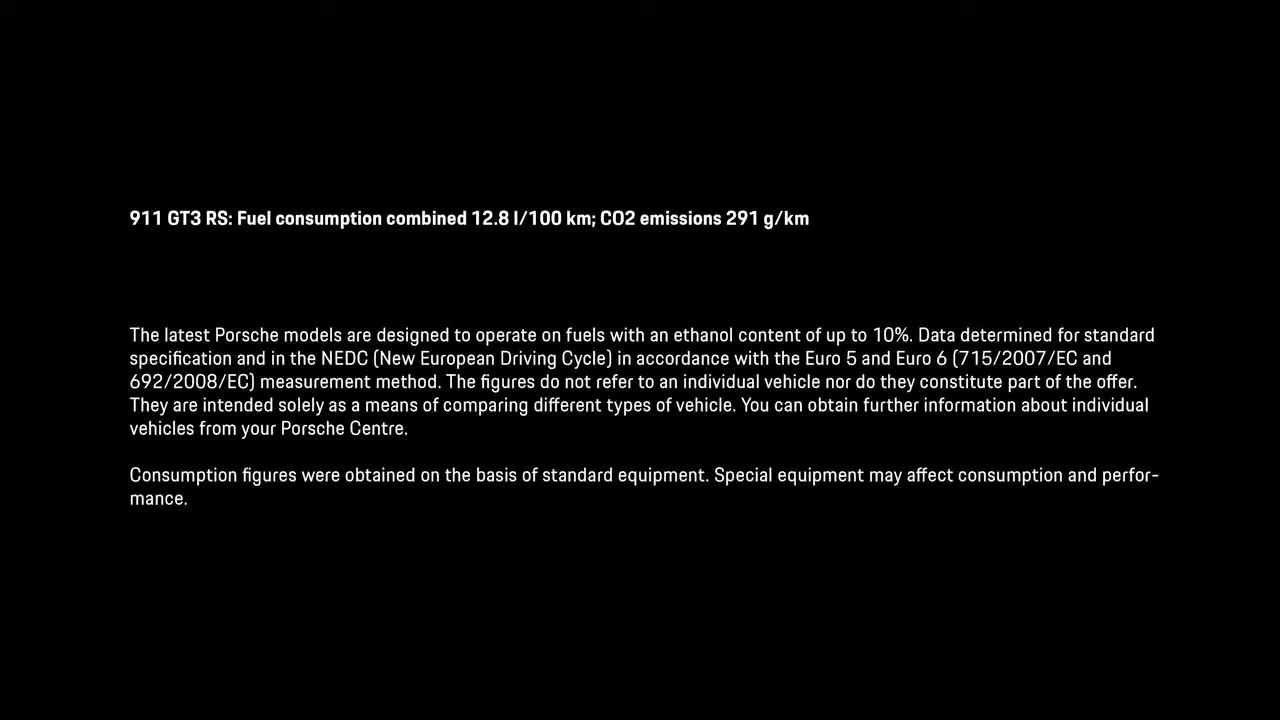 911 GT3 RS: Fuel consumption combined 12.8 l/100 km; CO2 emissions 291 g/km
The latest Porsche models are designed to operate on fuels with an ethanol content of up to 10%. Data determined for standard
specification and in the NEDC (New European Driving Cycle) in accordance with the Euro 5 and Euro 6 (715/2007/EC and
692/2008/EC) measurement method. The figures do not refer to an individual vehicle nor do they constitute part of the offer.
They are intended solely as a means of comparing different types of vehicle. You can obtain further information about individual
vehicles from your Porsche Centre.
Consumption figures were obtained on the basis of standard equipment. Special equipment may affect consumption and perfor-
mance.